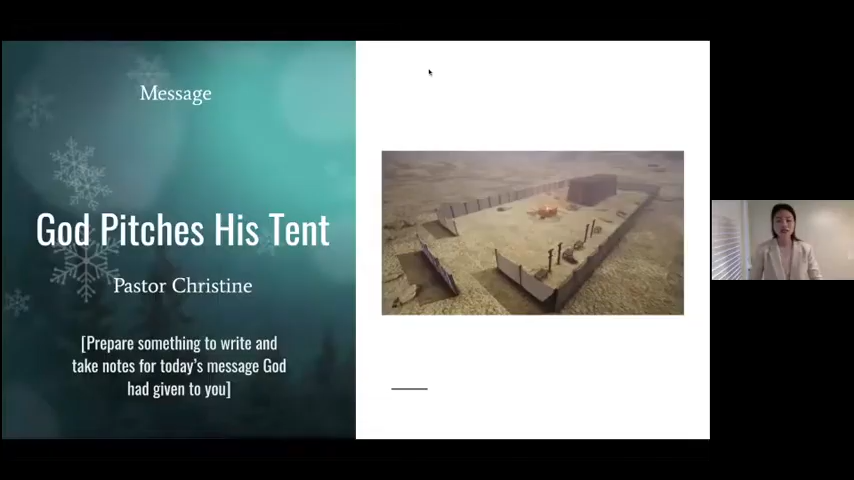 Message
God Pitches His Tent
Pastor Christine
[Prepare something to write and
take notes for today's message God
had given to you]